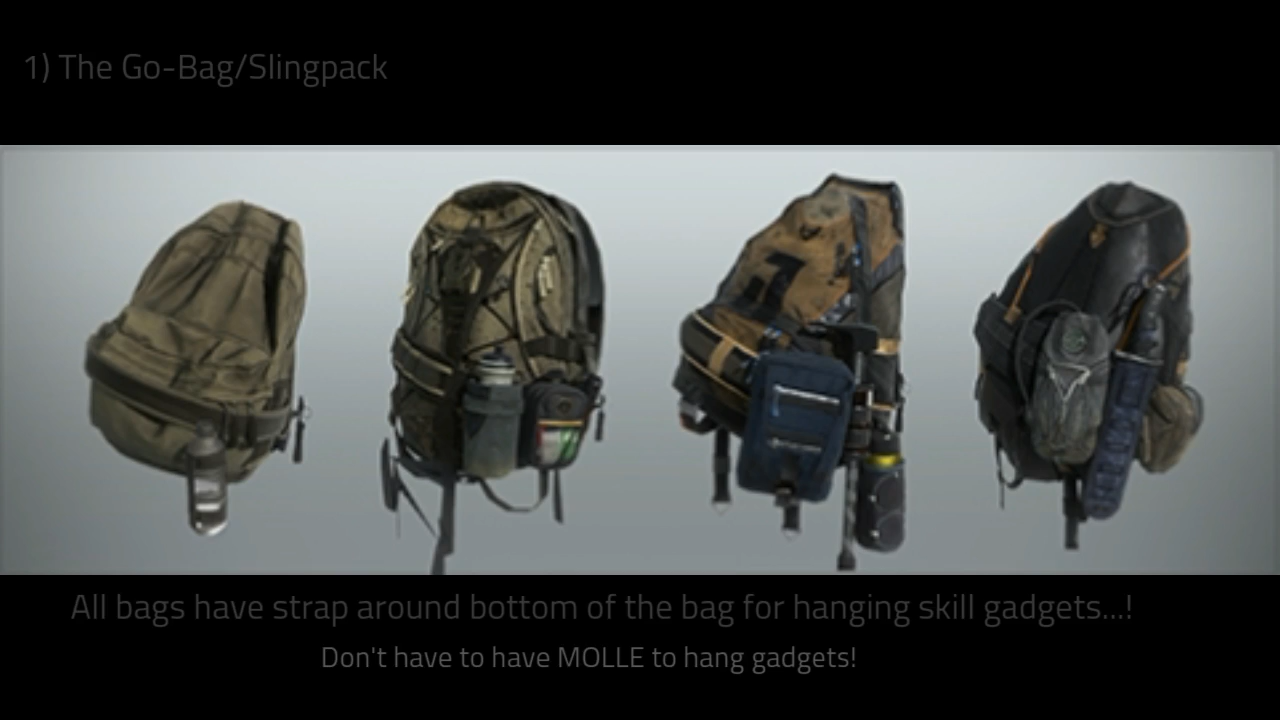 1) The Go-Bag/Slingpack
All bags have strap around bottom of the bag for hanging skill gadgets...!
Don't have to have MOLLE to hang gadgets!